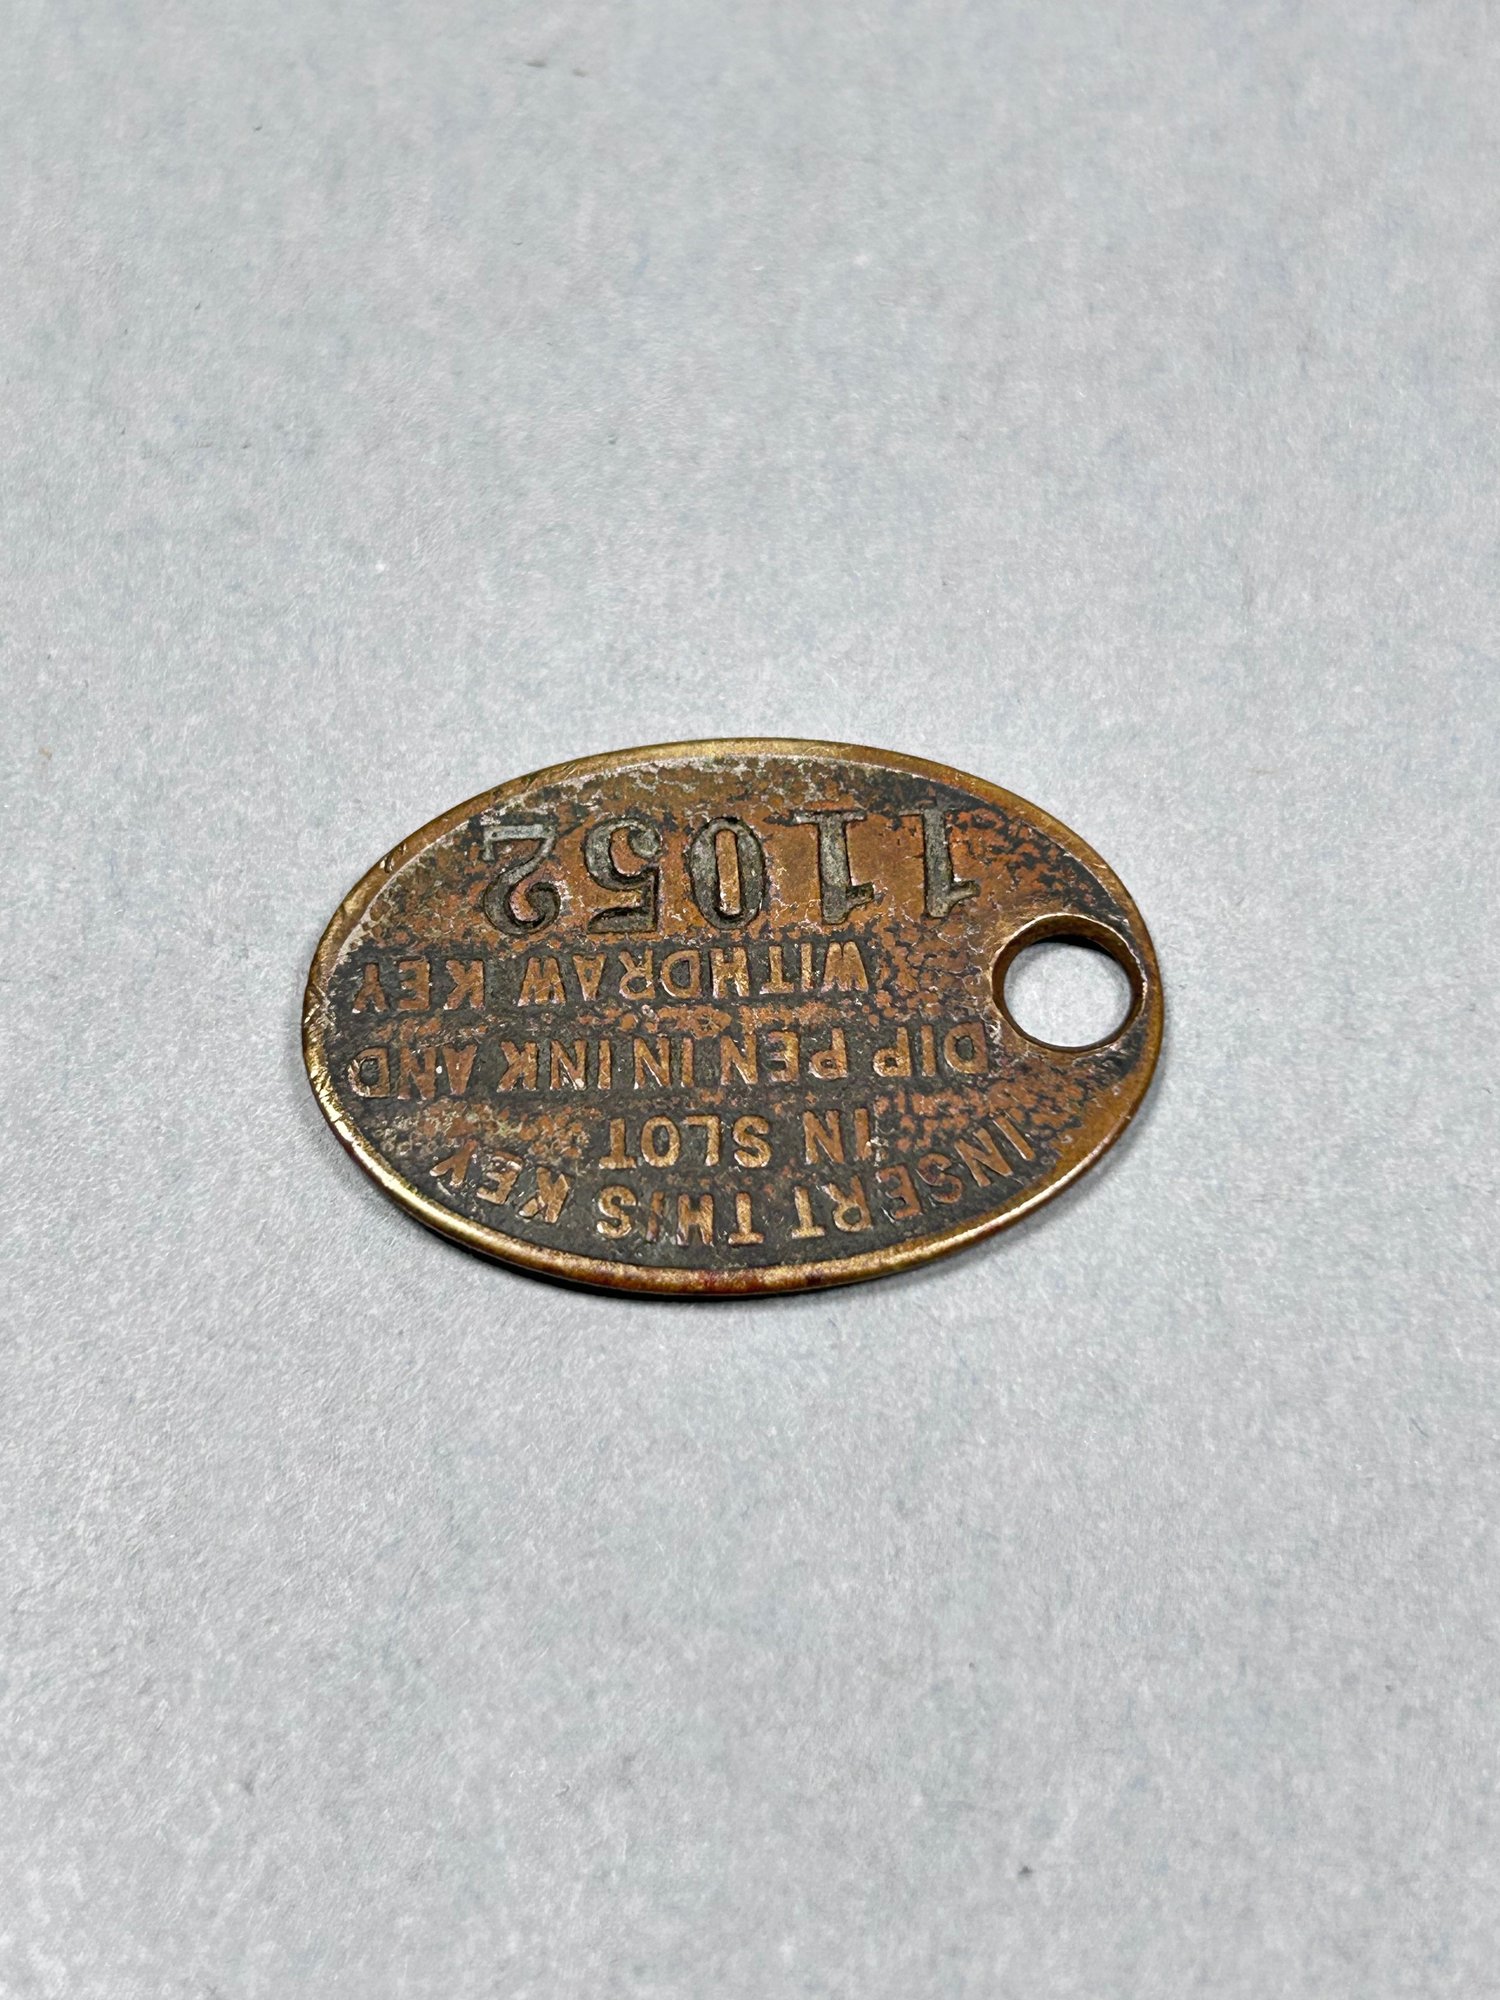 INSERT THIS KEY
IN SLOT
DIP PEN IN INK AND
WITHDRAW KEY
11052